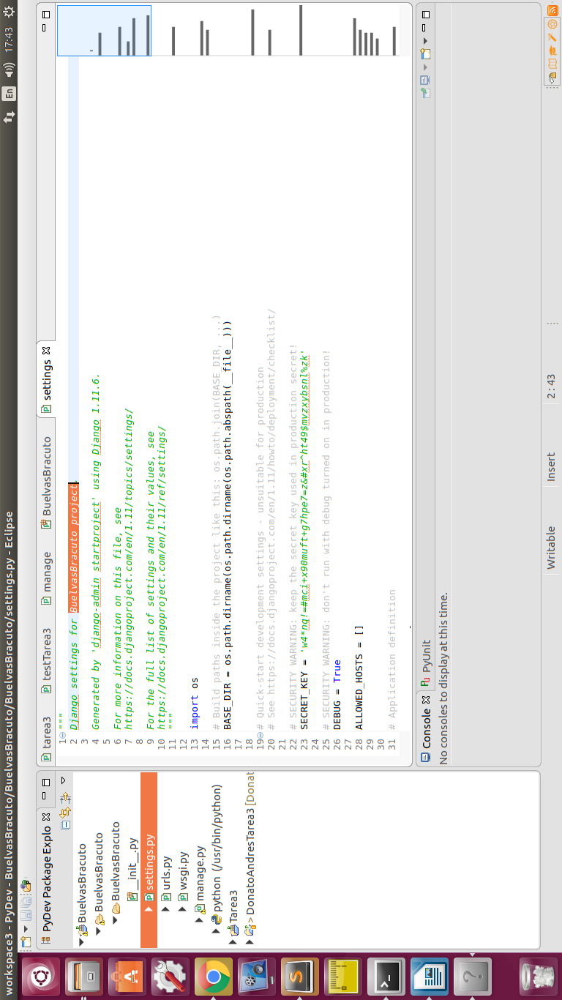 workspace3 - PyDev - BuelvasBracuto/BuelvasBracuto/BuelvasBracuto/settings.py - Eclipse
En
17:43
PyDev Package Explo
BuelvasBracuto
BuelvasBracuto
BuelvasBracuto
__init__.py
settings.py
urls.py
wsgi.py
manage.py
python (/usr/bin/python)
Tarea3
> DonatoAndresTarea3 [Donat
tarea3
testTarea3
manage
BuelvasBracuto
settings
1 """
2 Django settings for BuelvasBracuto project.
3
4 Generated by 'django-admin startproject' using Django 1.11.6.
5
6 For more information on this file, see
7 https://docs.djangoproject.com/en/1.11/topics/settings/
8
9 For the full list of settings and their values, see
10 https://docs.djangoproject.com/en/1.11/ref/settings/
11 """
12
13 import os
14
15 # Build paths inside the project like this: os.path.join(BASE_DIR, ...)
16 BASE_DIR = os.path.dirname(os.path.dirname(os.path.abspath(__file__)))
17
18
19 # Quick-start development settings - unsuitable for production
20 # See https://docs.djangoproject.com/en/1.11/howto/deployment/checklist/
21
22 # SECURITY WARNING: keep the secret key used in production secret!
23 SECRET_KEY = 'w4*nq!=#mci+x90muft+g7hpe7=z&#xr^ht49$mvzxybsnl%zk'
24
25 # SECURITY WARNING: don't run with debug turned on in production!
26 DEBUG = True
27
28 ALLOWED_HOSTS = []
29
30
31 # Application definition
Console
PyUnit
No consoles to display at this time.
Writable
Insert
2 : 43